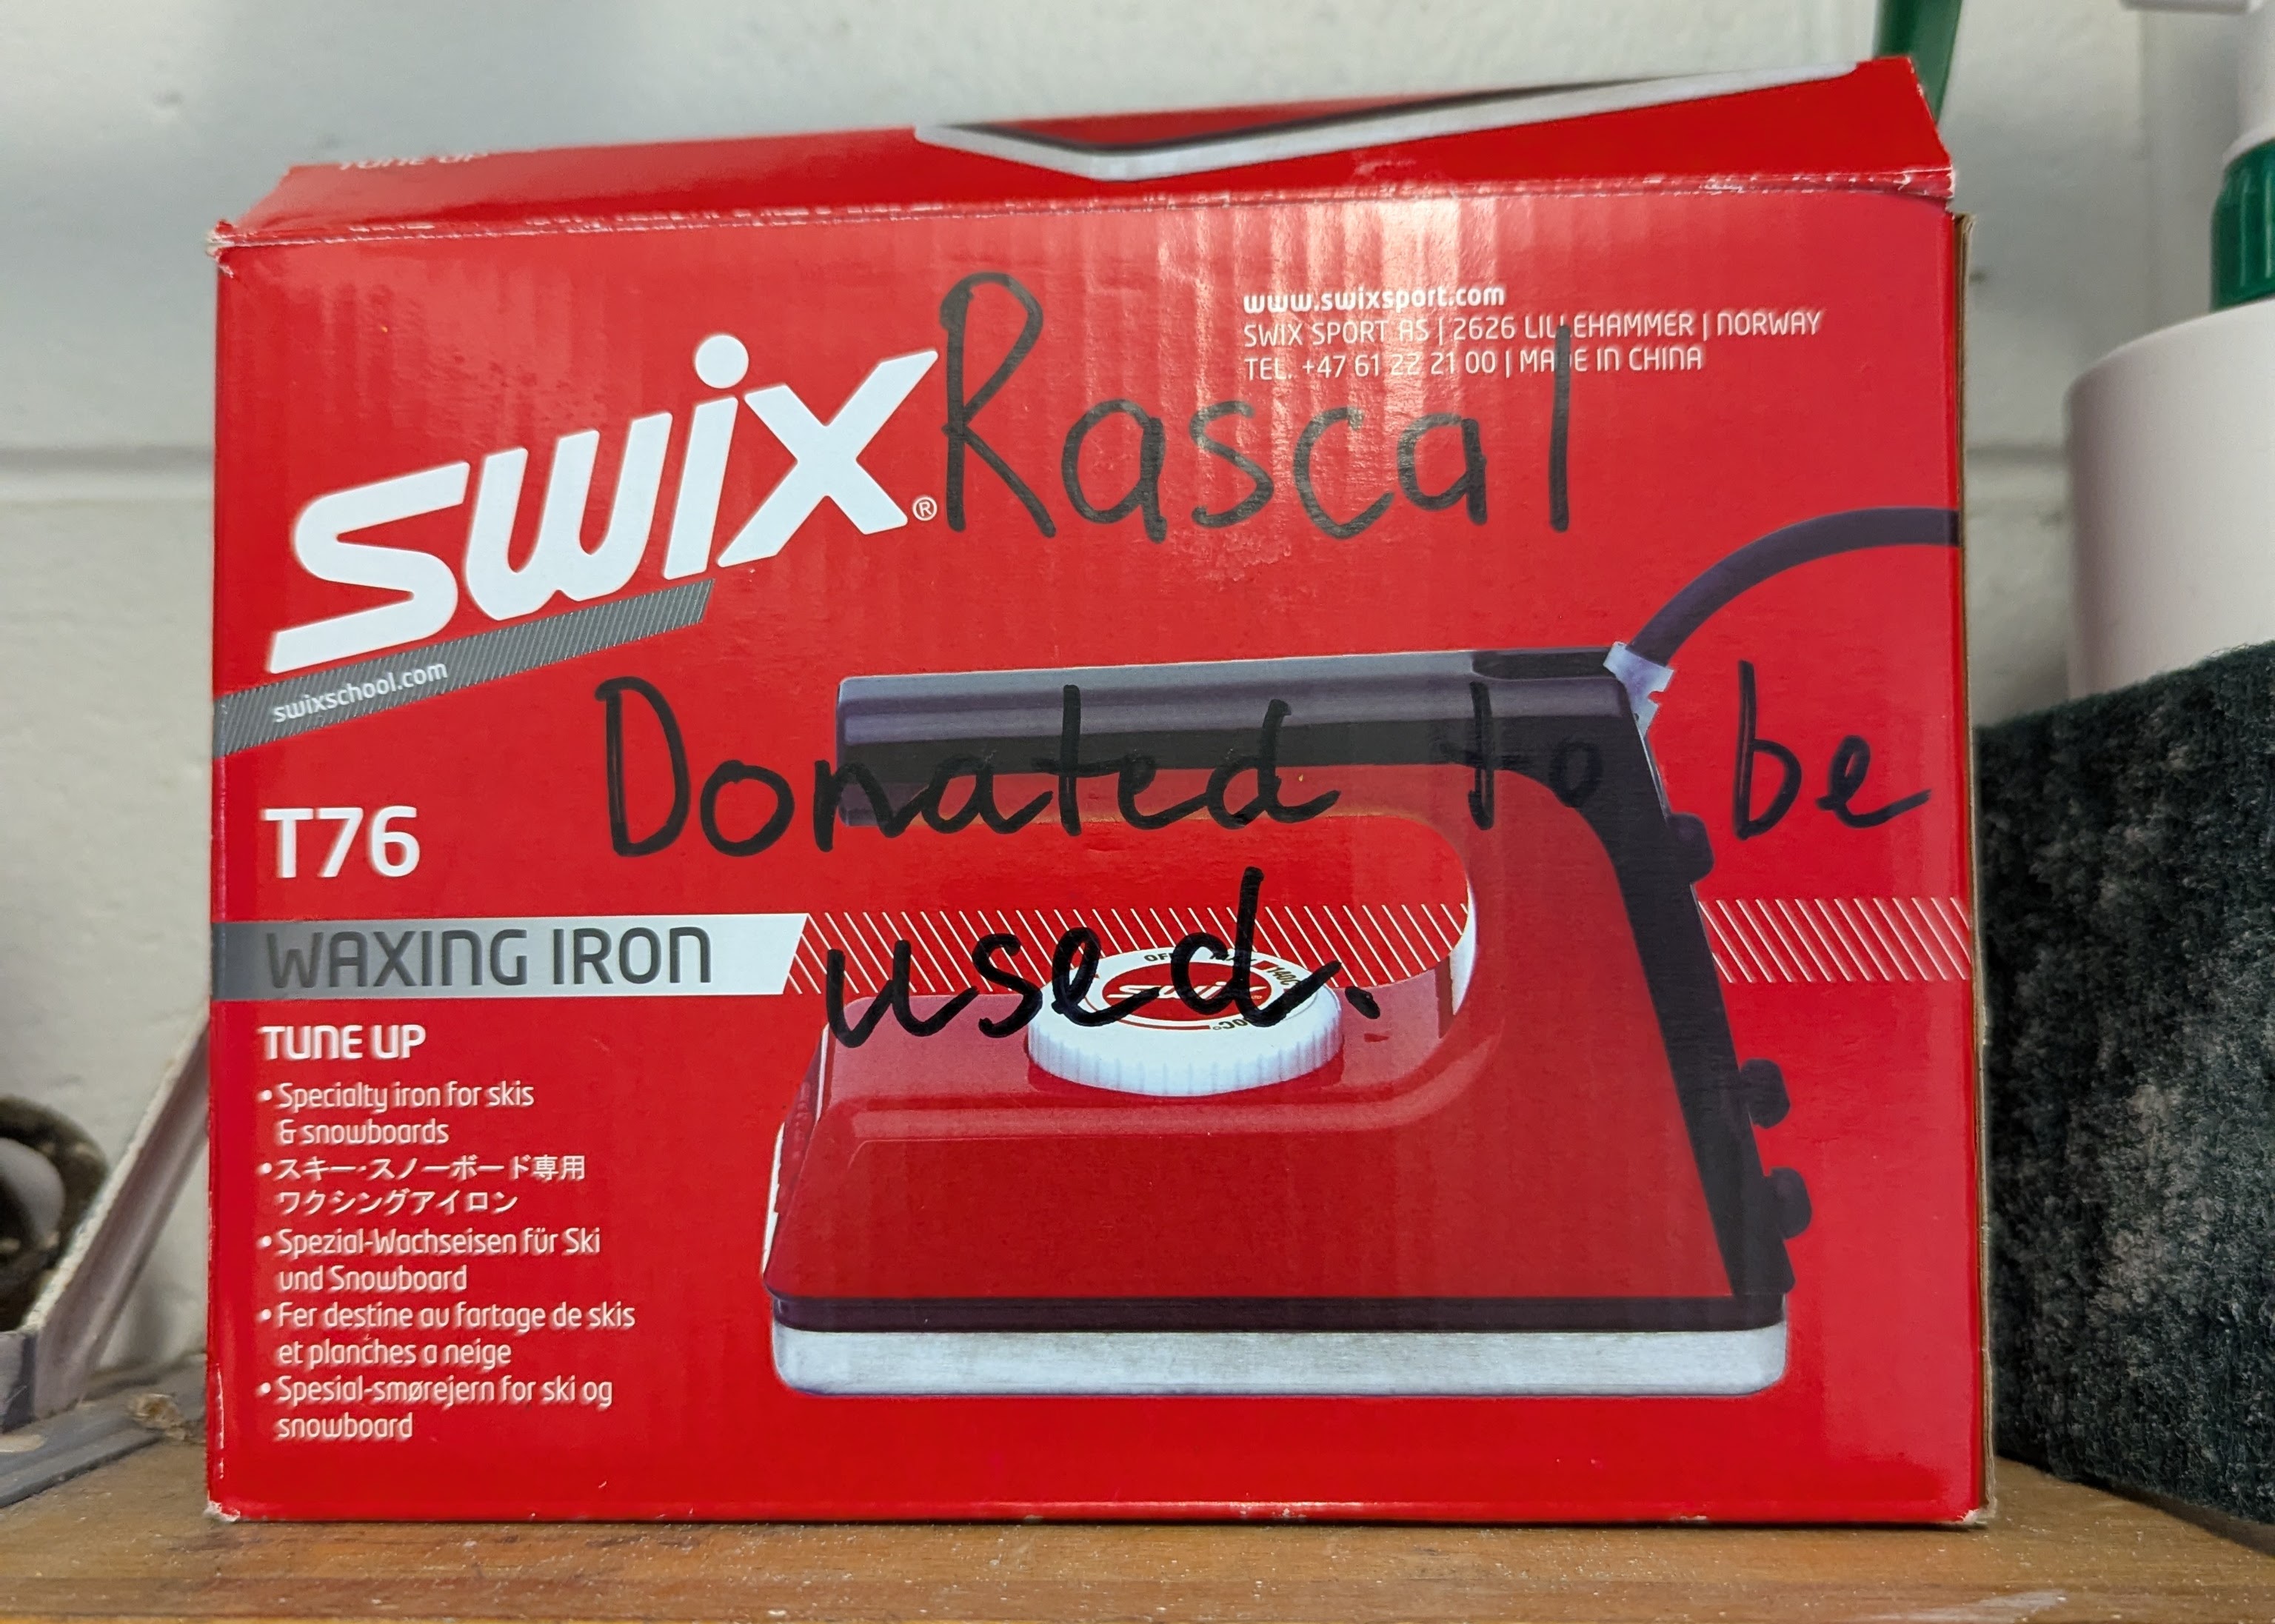 TUNE UP
www.swixsport.com
SWIX SPORT AS | 2626 LILLEHAMMER | NORWAY
TEL. +47 61 22 21 00 | MADE IN CHINA
swix®
Rascal
swixschool.com
Donated to be
used.
T76
WAXING IRON
swix
TUNE UP
• Specialty iron for skis
& snowboards
• スキー・スノーボード専用
ワクシングアイロン
• Spezial-Wachseisen für Ski
und Snowboard
• Fer destine au fartage de skis
et planches a neige
• Spesial-smørejern for ski og
snowboard